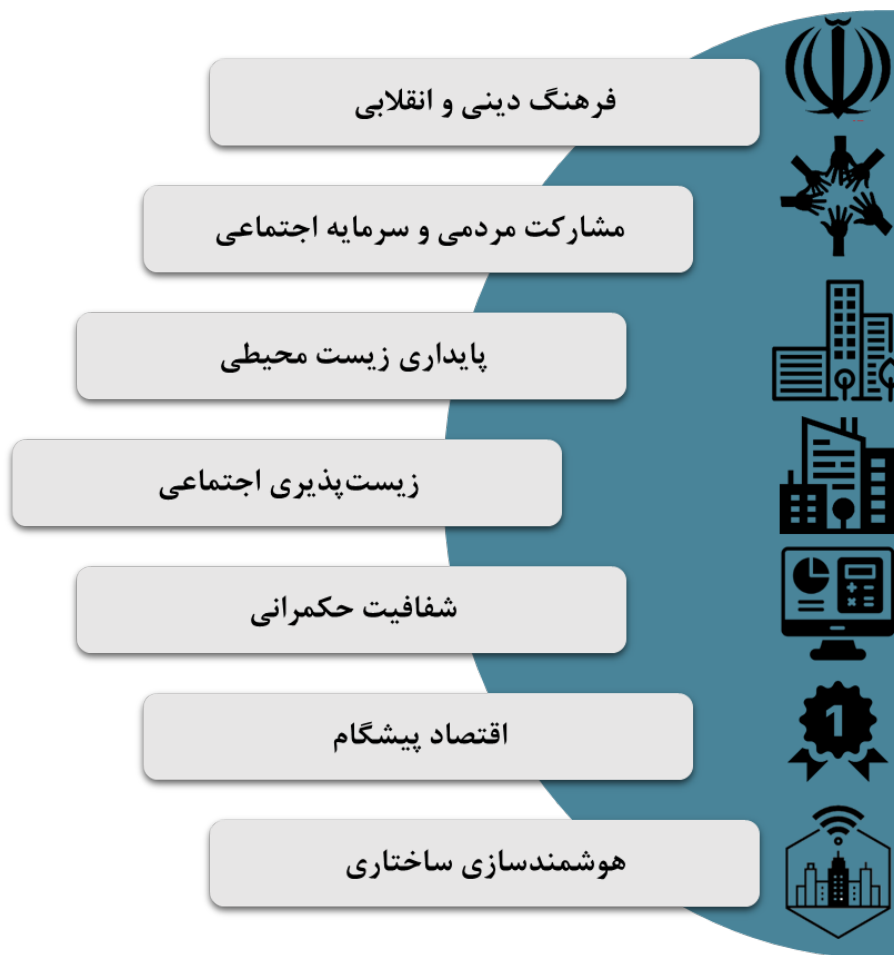 فرهنگ دینی و انقلابی
مشارکت مردمی و سرمایه اجتماعی
پایداری زیست محیطی
زیست‌پذیری اجتماعی
شفافیت حکمرانی
اقتصاد پیشگام
1
هوشمندسازی ساختاری